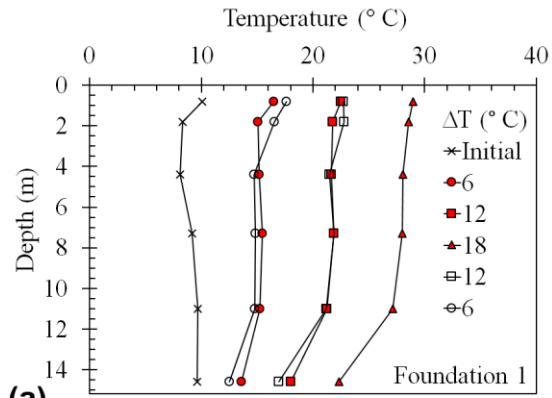 Temperature (° C)
0 10 20 30 40
0
2
4
6
8
10
12
14
Depth (m)
ΔT (° C)
Initial
6
12
18
12
6
Foundation 1
(a)